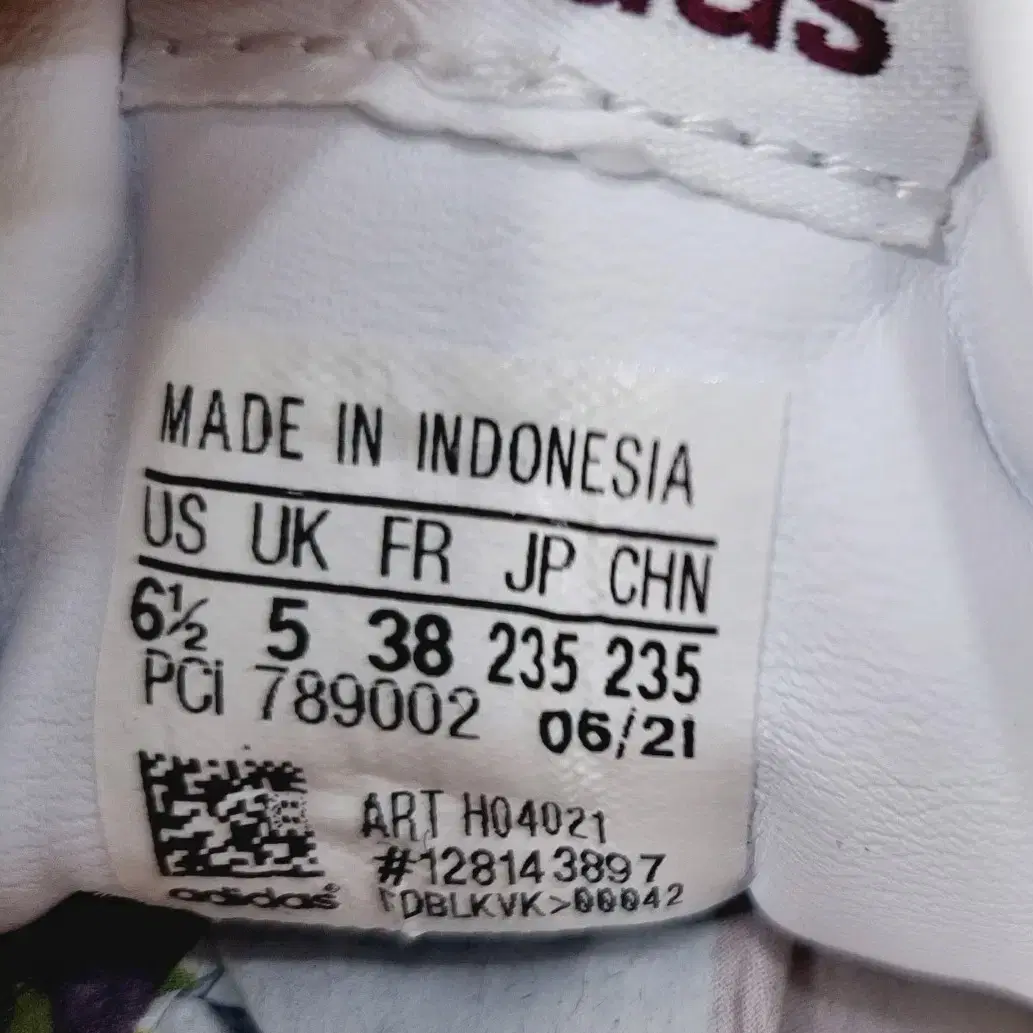 MADE IN INDONESIA
US UK FR JP CHN
6½ 5 38 235 235
PCI 789002 06/21
ART H04021
#128143897
adidas